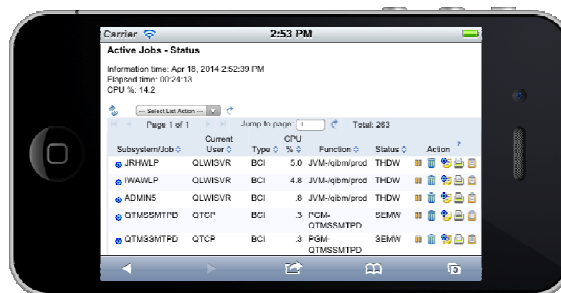 Carrier 2:53 PM
Active Jobs - Status
Information time: Apr 18, 2014 2:52:39 PM
Elapsed time: 00:24:13
CPU %: 14.2
--- Select List Action ---
Page 1 of 1 Jump to page: 1 Total: 263
Subsystem/Job Current User Type CPU % Function Status Action ?
JRHWLP QLWISVR BCI 5.0 JVM-/qibm/prod THDW
IWAWLP QLWISVR BCI 4.8 JVM-/qibm/prod THDW
ADMIN5 QLWISVR BCI .8 JVM-/qibm/prod THDW
QTMSSMTPD QTCP BCI .3 PGM-QTMSSMTPD SEMW
QTMSSMTPD QTCP BCI .3 PGM-QTMSSMTPD SEMW